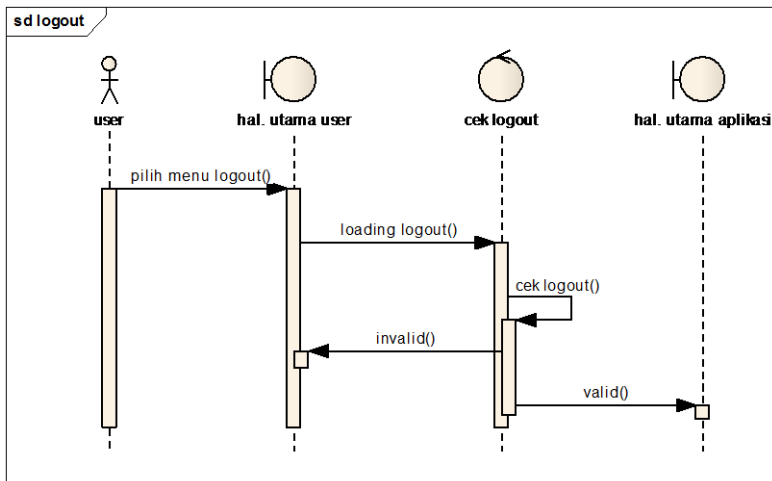 sd logout
user
hal. utama user
cek logout
hal. utama aplikasi
pilih menu logout()
loading logout()
cek logout()
invalid()
valid()